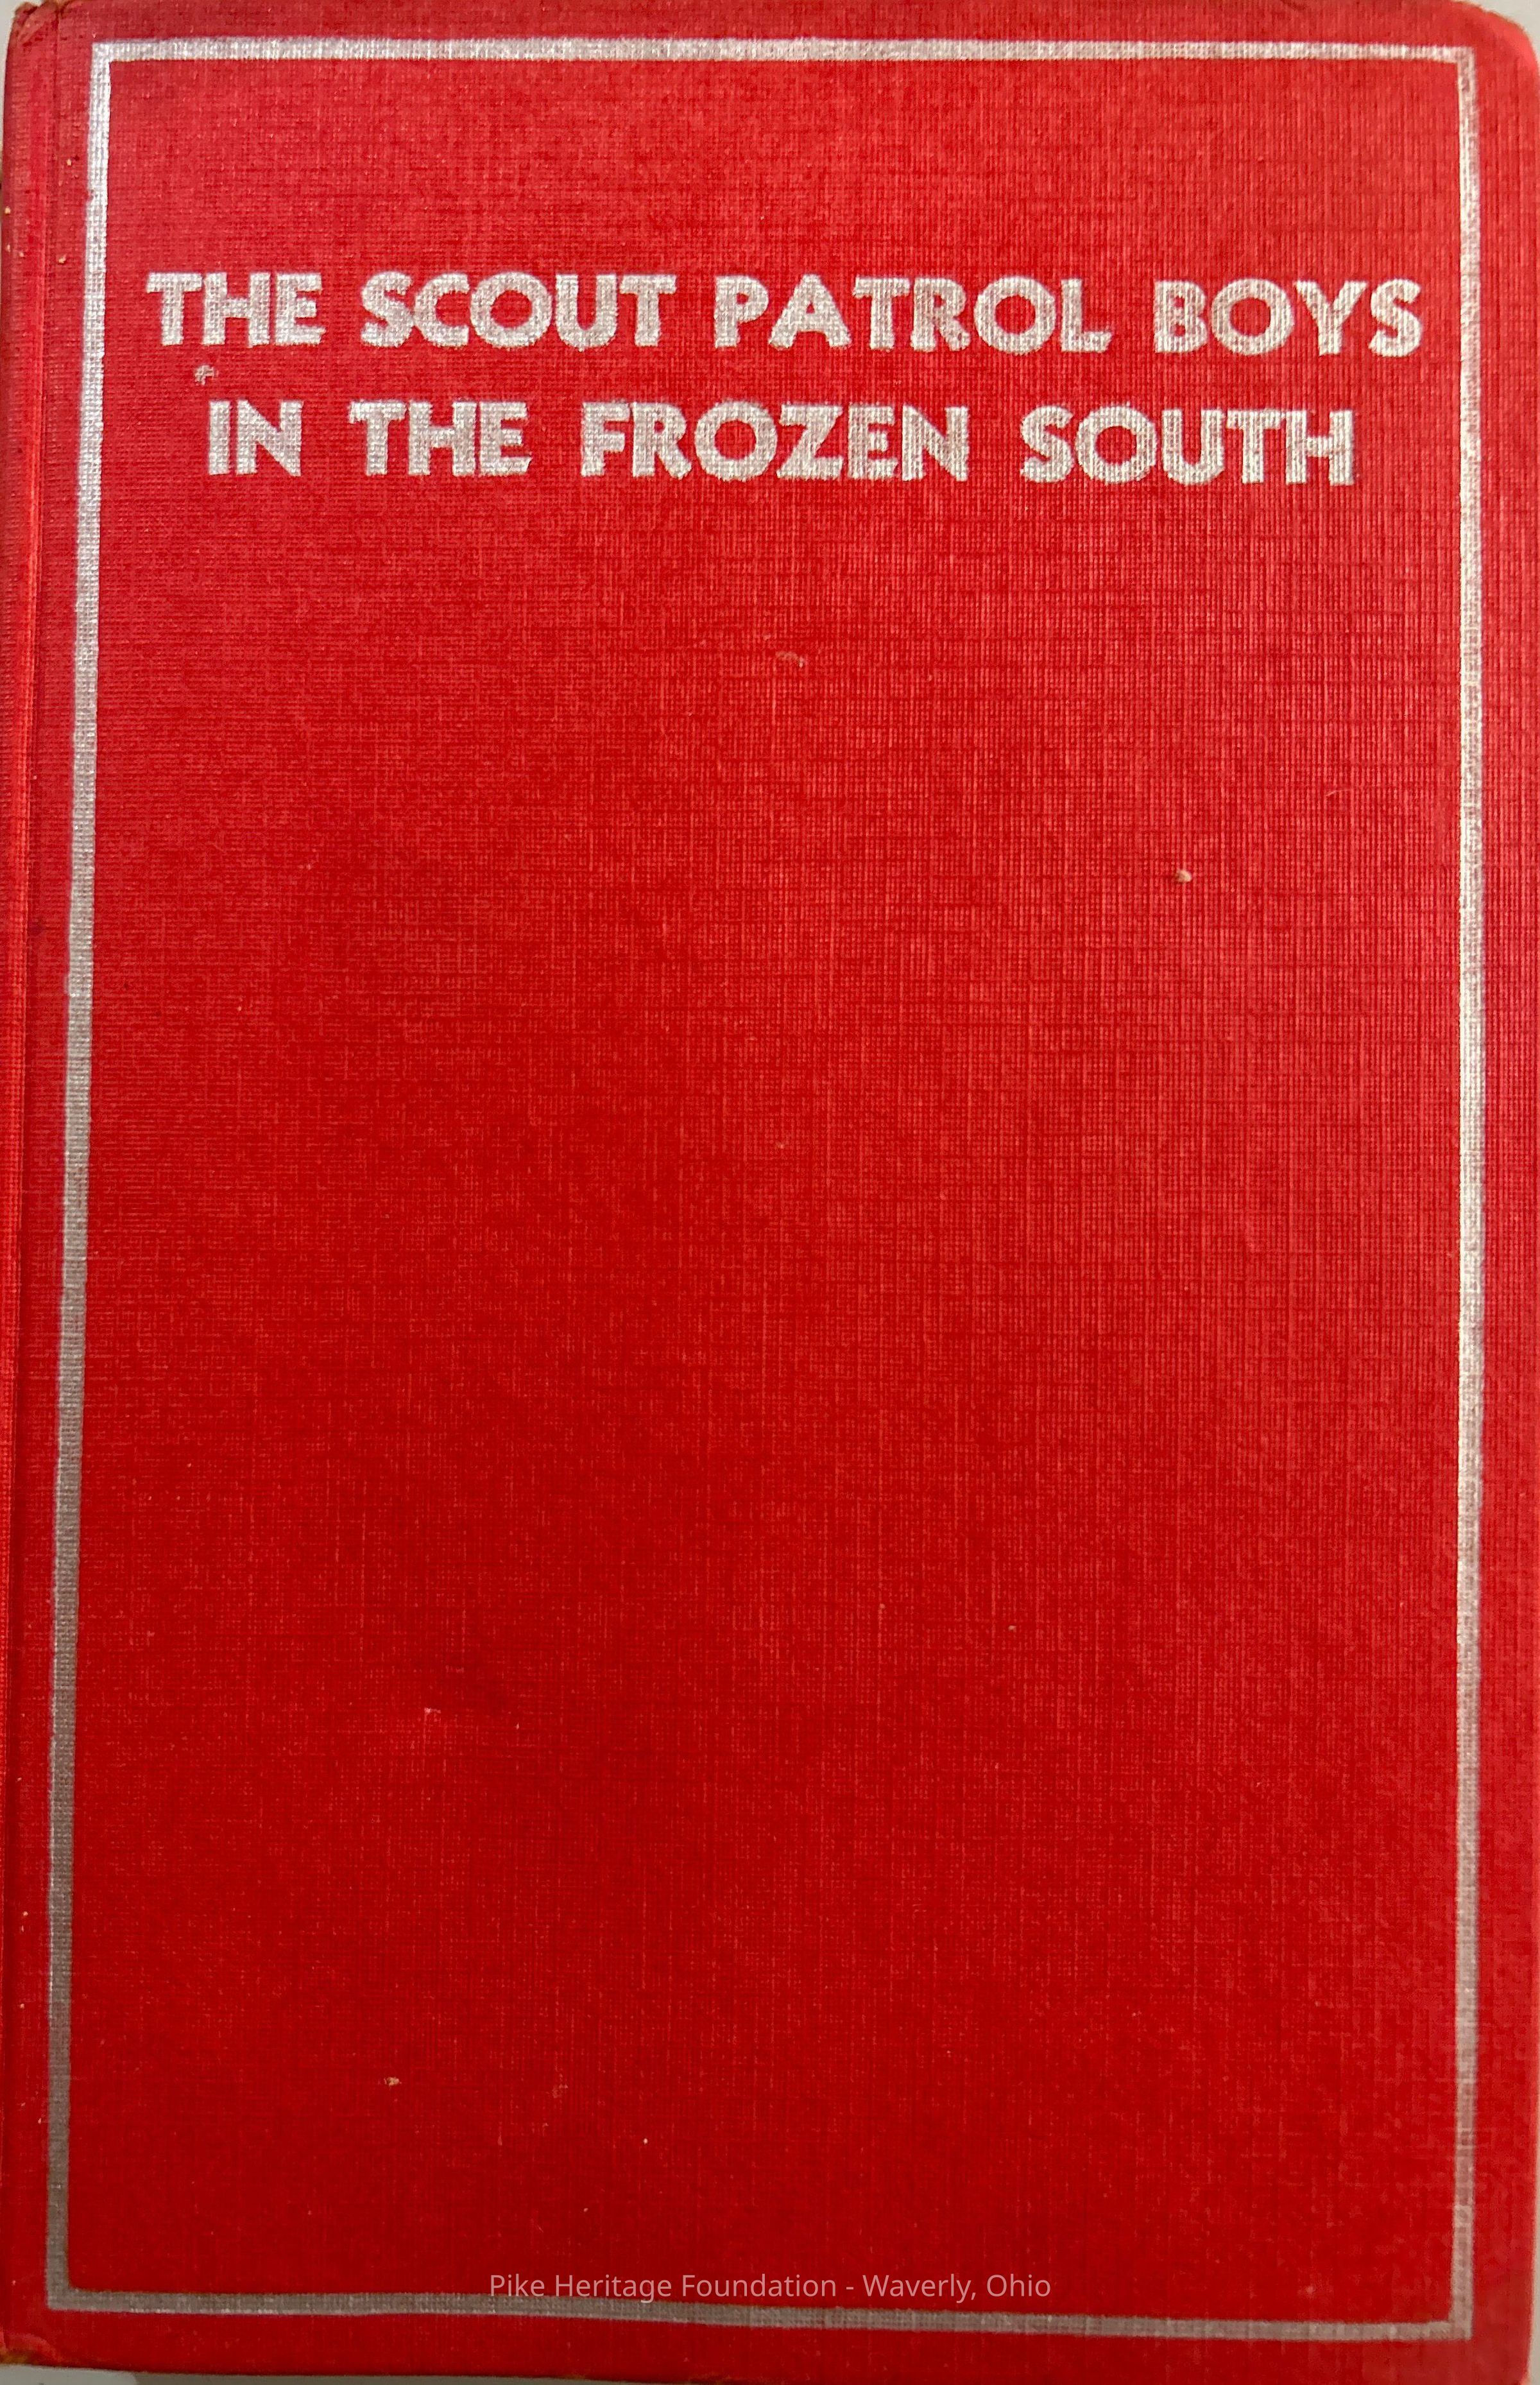 THE SCOUT PATROL BOYS
IN THE FROZEN SOUTH
Pike Heritage Foundation - Waverly, Ohio